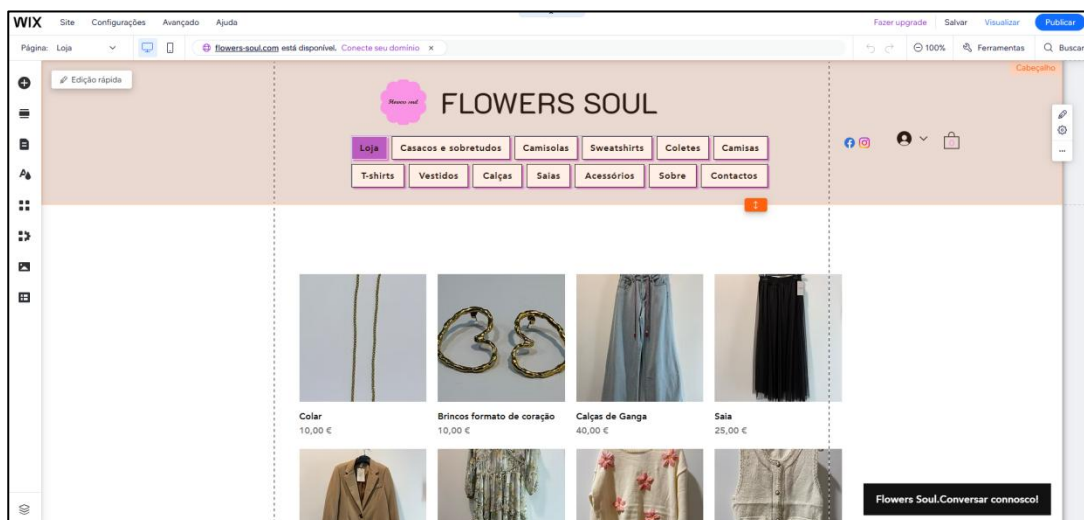 WIX Site Configurações Avançado Ajuda Fazer upgrade Salvar Visualizar Publicar
Página: Loja flowers-soul.com está disponível. Conecte seu domínio × 100% Ferramentas Buscar
Edição rápida Cabeçalho
flowers soul FLOWERS SOUL
Loja Casacos e sobretudos Camisolas Sweatshirts Coletes Camisas
0
T-shirts Vestidos Calças Saias Acessórios Sobre Contactos
Colar Brincos formato de coração Calças de Ganga Saia
10,00 € 10,00 € 40,00 € 25,00 €
Flowers Soul.Conversar connosco!